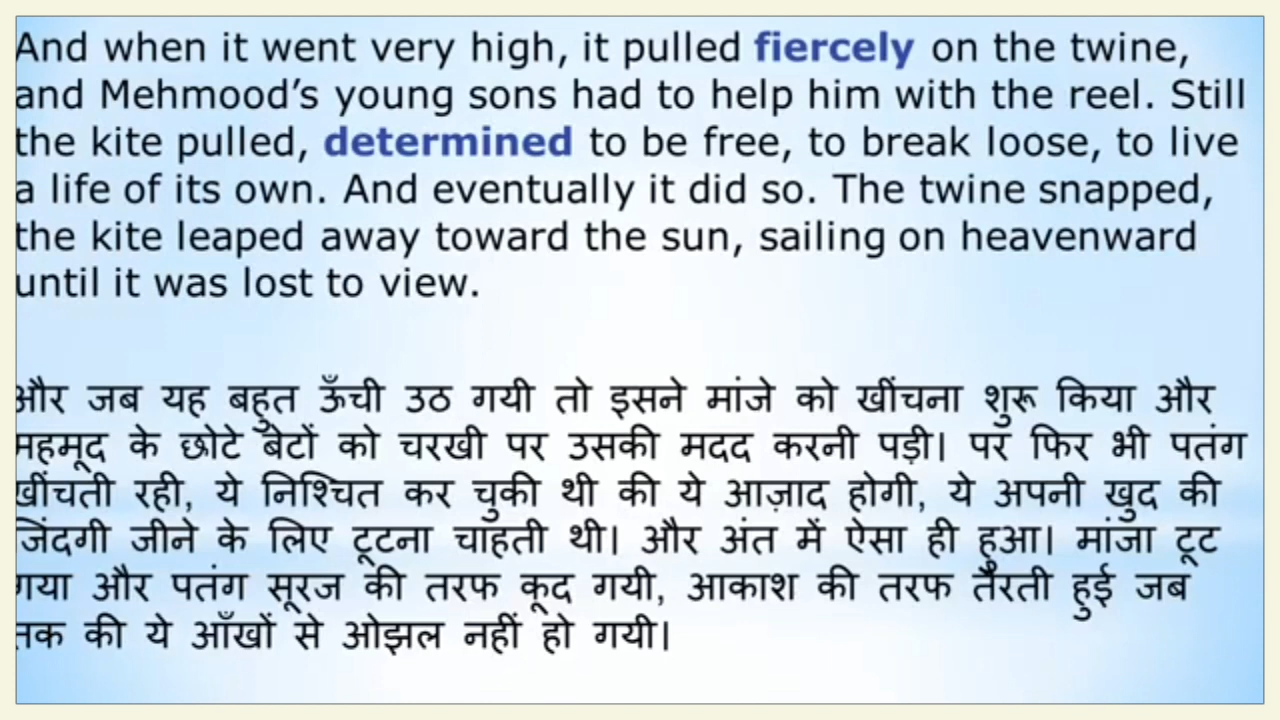 And when it went very high, it pulled fiercely on the twine,
and Mehmood's young sons had to help him with the reel. Still
the kite pulled, determined to be free, to break loose, to live
a life of its own. And eventually it did so. The twine snapped,
the kite leaped away toward the sun, sailing on heavenward
until it was lost to view.
और जब यह बहुत ऊँची उठ गयी तो इसने मांजे को खींचना शुरू किया और
महमूद के छोटे बेटों को चरखी पर उसकी मदद करनी पड़ी। पर फिर भी पतंग
खींचती रही, ये निश्चित कर चुकी थी की ये आज़ाद होगी, ये अपनी खुद की
जिंदगी जीने के लिए टूटना चाहती थी। और अंत में ऐसा ही हुआ। मांजा टूट
गया और पतंग सूरज की तरफ कूद गयी, आकाश की तरफ तैरती हुई जब
तक की ये आँखों से ओझल नहीं हो गयी।